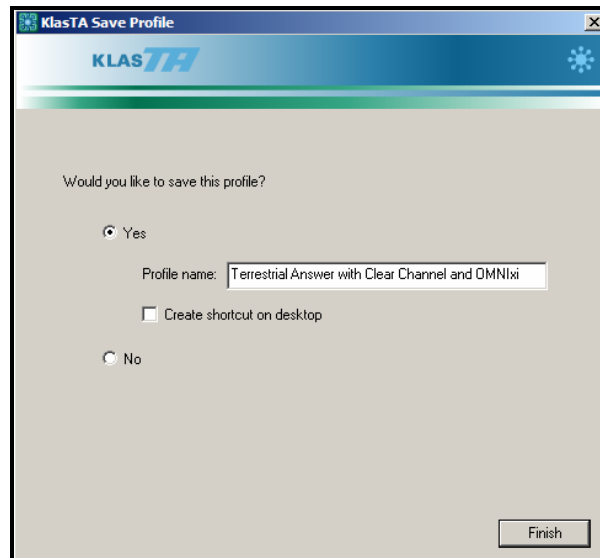 KlasTA Save Profile
KLASTA
Would you like to save this profile?
Yes
Profile name: Terrestrial Answer with Clear Channel and OMNIxi
Create shortcut on desktop
No
Finish